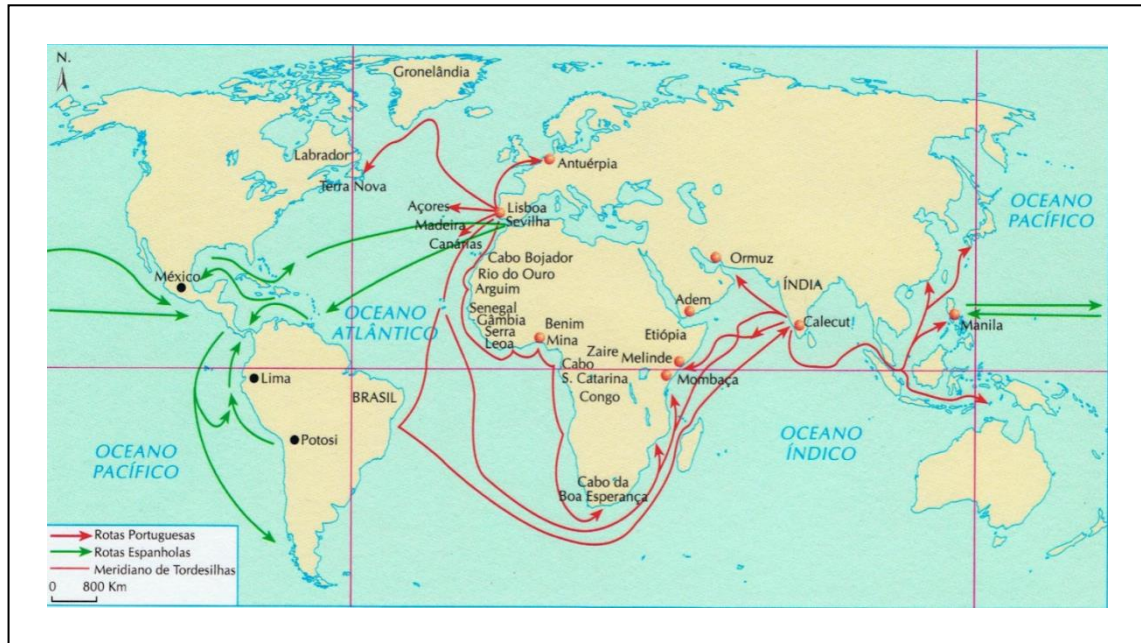 N.
Gronelândia
Labrador
Terra Nova
Antuérpia
Açores
Lisboa
Sevilha
Madeira
Canárias
OCEANO
PACÍFICO
Cabo Bojador
Rio do Ouro
Arguim
Ormuz
México
ÍNDIA
OCEANO
ATLÂNTICO
Senegal
Gâmbia
Serra
Leoa
Benim
Mina
Adem
Etiópia
Calecut
Manila
Zaire
Melinde
Cabo
S. Catarina
Mombaça
Congo
Lima
BRASIL
Potosi
OCEANO
PACÍFICO
OCEANO
ÍNDICO
Cabo da
Boa Esperança
Rotas Portuguesas
Rotas Espanholas
Meridiano de Tordesilhas
0 800 Km